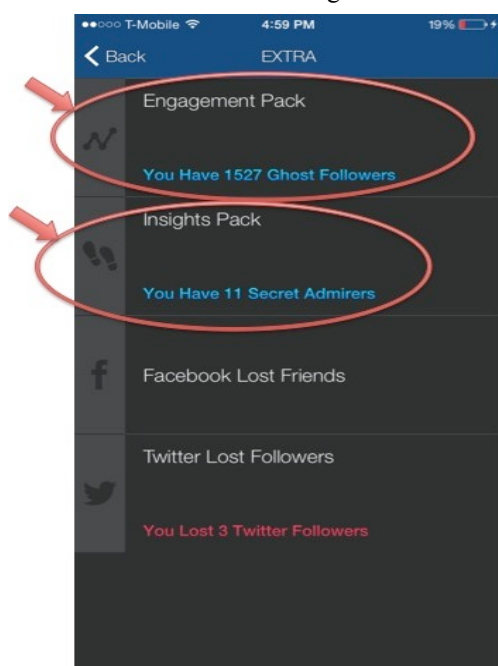 T-Mobile 4:59 PM 19%
Back EXTRA
Engagement Pack
You Have 1527 Ghost Followers
Insights Pack
You Have 11 Secret Admirers
Facebook Lost Friends
Twitter Lost Followers
You Lost 3 Twitter Followers